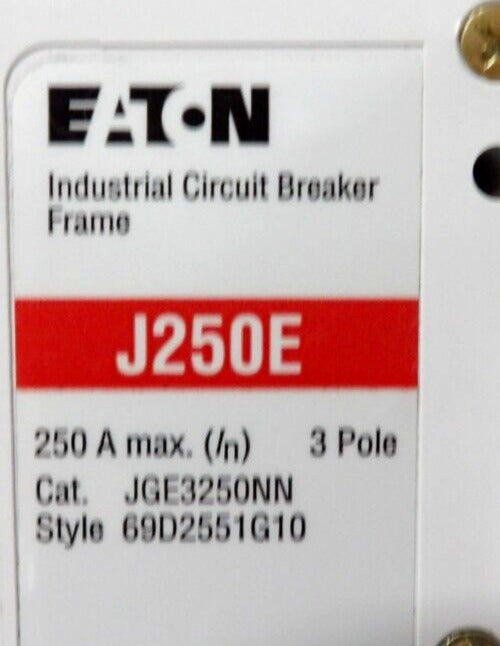 EATON
Industrial Circuit Breaker
Frame
J250E
250 A max. (In) 3 Pole
Cat. JGE3250NN
Style 69D2551G10